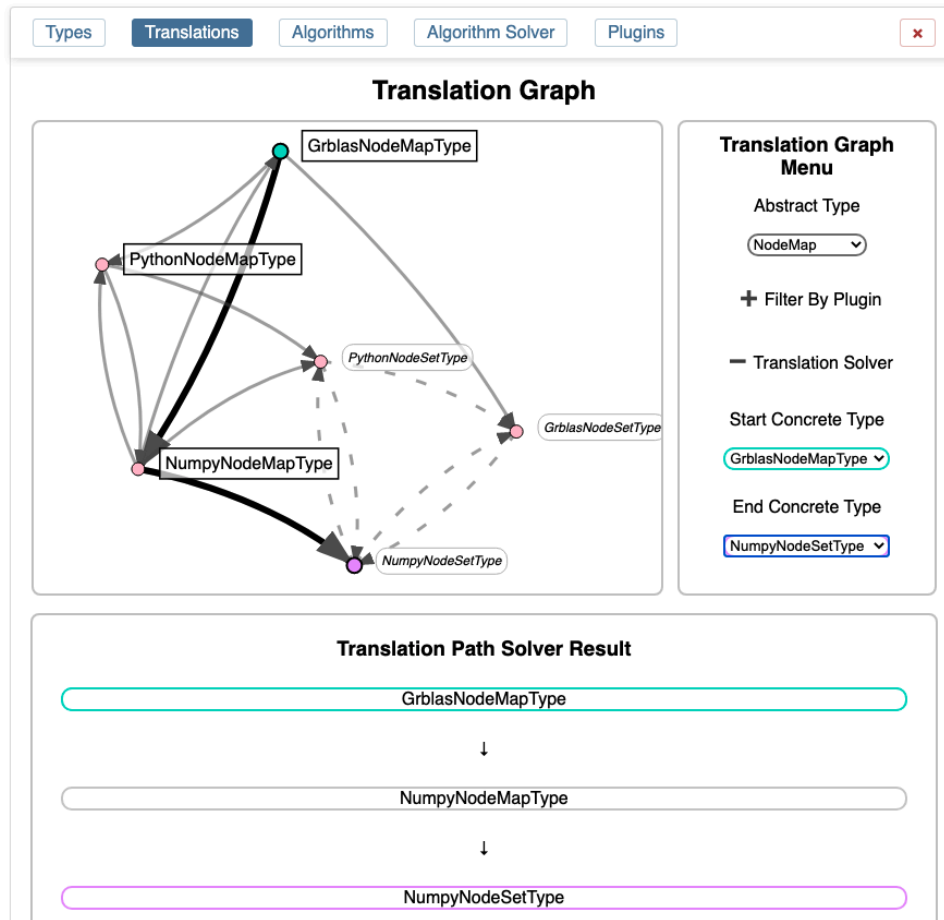 Types
Translations
Algorithms
Algorithm Solver
Plugins
×
Translation Graph
GrblasNodeMapType
PythonNodeMapType
PythonNodeSetType
GrblasNodeSetType
NumpyNodeMapType
NumpyNodeSetType
Translation Graph
Menu
Abstract Type
NodeMap
+ Filter By Plugin
− Translation Solver
Start Concrete Type
GrblasNodeMapType
End Concrete Type
NumpyNodeSetType
Translation Path Solver Result
GrblasNodeMapType
↓
NumpyNodeMapType
↓
NumpyNodeSetType